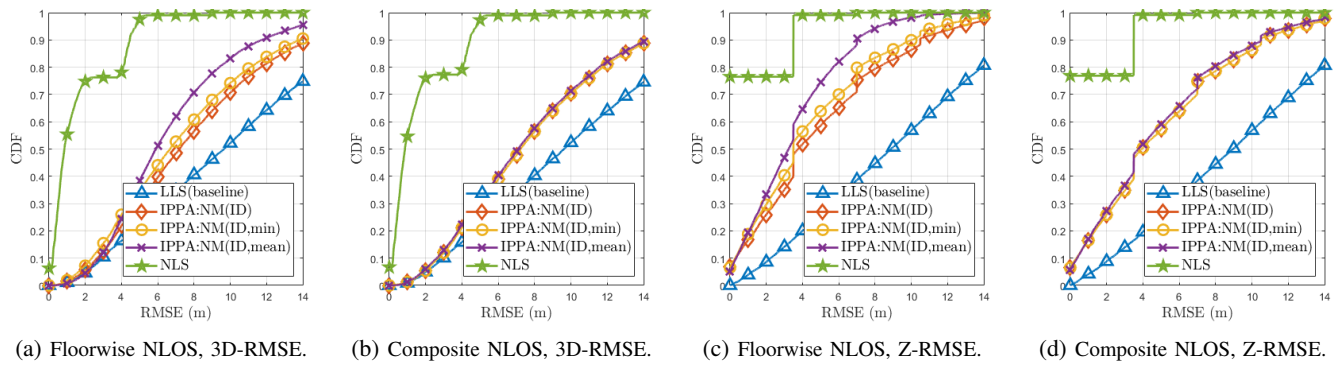 CDF
1
0.9
0.8
0.7
0.6
0.5
0.4
0.3
0.2
0.1
0
LLS(baseline)
IPPA:NM(ID)
IPPA:NM(ID,min)
IPPA:NM(ID,mean)
NLS
0 2 4 6 8 10 12 14
RMSE (m)
(a) Floorwise NLOS, 3D-RMSE.
CDF
1
0.9
0.8
0.7
0.6
0.5
0.4
0.3
0.2
0.1
0
LLS(baseline)
IPPA:NM(ID)
IPPA:NM(ID,min)
IPPA:NM(ID,mean)
NLS
0 2 4 6 8 10 12 14
RMSE (m)
(b) Composite NLOS, 3D-RMSE.
CDF
1
0.9
0.8
0.7
0.6
0.5
0.4
0.3
0.2
0.1
0
LLS(baseline)
IPPA:NM(ID)
IPPA:NM(ID,min)
IPPA:NM(ID,mean)
NLS
0 2 4 6 8 10 12 14
RMSE (m)
(c) Floorwise NLOS, Z-RMSE.
CDF
1
0.9
0.8
0.7
0.6
0.5
0.4
0.3
0.2
0.1
0
LLS(baseline)
IPPA:NM(ID)
IPPA:NM(ID,min)
IPPA:NM(ID,mean)
NLS
0 2 4 6 8 10 12 14
RMSE (m)
(d) Composite NLOS, Z-RMSE.